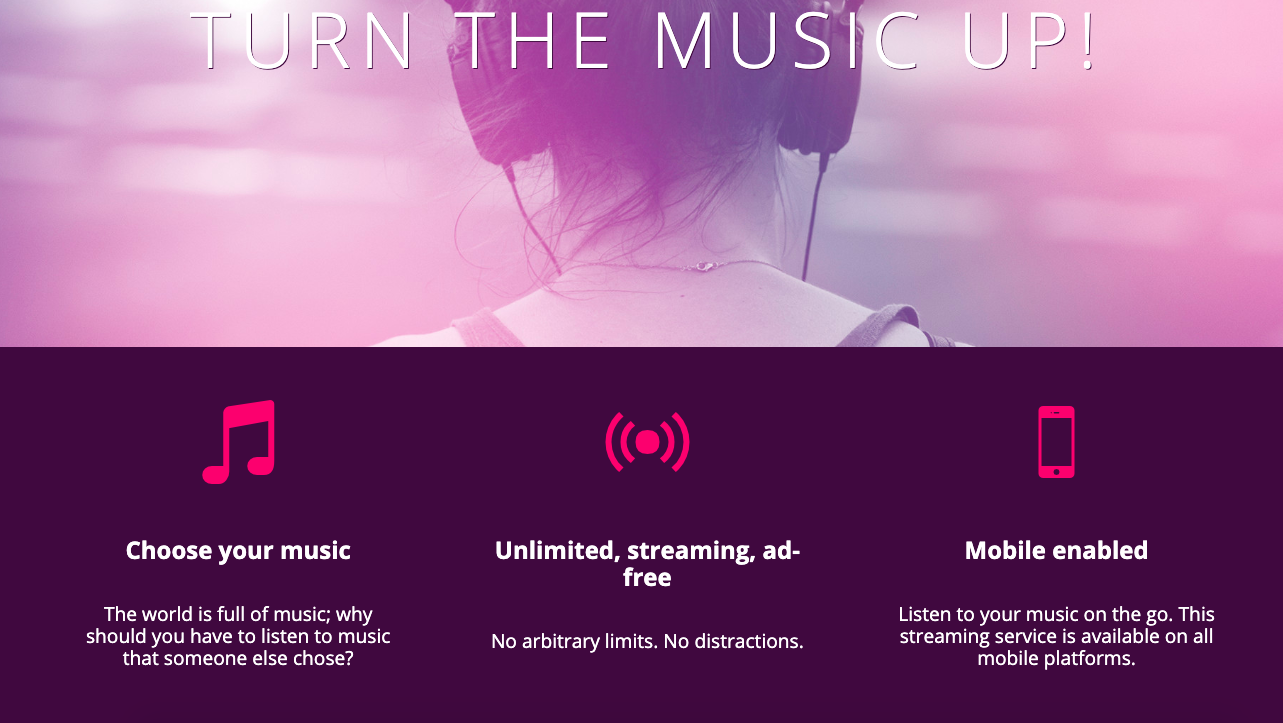 TURN THE MUSIC UP!
Choose your music
The world is full of music; why
should you have to listen to music
that someone else chose?
Unlimited, streaming, ad-
free
No arbitrary limits. No distractions.
Mobile enabled
Listen to your music on the go. This
streaming service is available on all
mobile platforms.